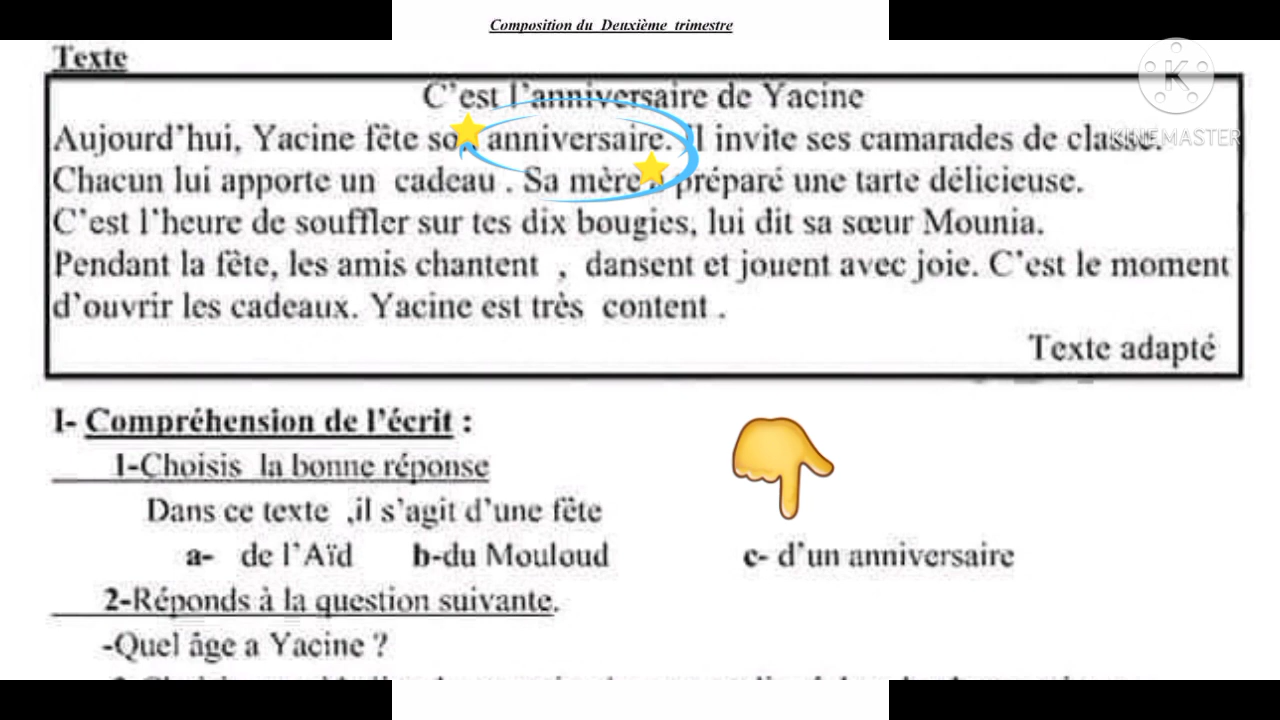 Composition du Deuxième trimestre
Texte
C'est l'anniversaire de Yacine
Aujourd'hui, Yacine fête son anniversaire. Il invite ses camarades de classe.
Chacun lui apporte un cadeau . Sa mère a préparé une tarte délicieuse.
C'est l'heure de souffler sur tes dix bougies, lui dit sa sœur Mounia.
Pendant la fête, les amis chantent , dansent et jouent avec joie. C'est le moment
d'ouvrir les cadeaux. Yacine est très content .
Texte adapté
I- Compréhension de l'écrit :
1-Choisis la bonne réponse
Dans ce texte ,il s'agit d'une fête
a- de l'Aïd b-du Mouloud c- d'un anniversaire
2-Réponds à la question suivante.
-Quel âge a Yacine ?
K
KINEMASTER